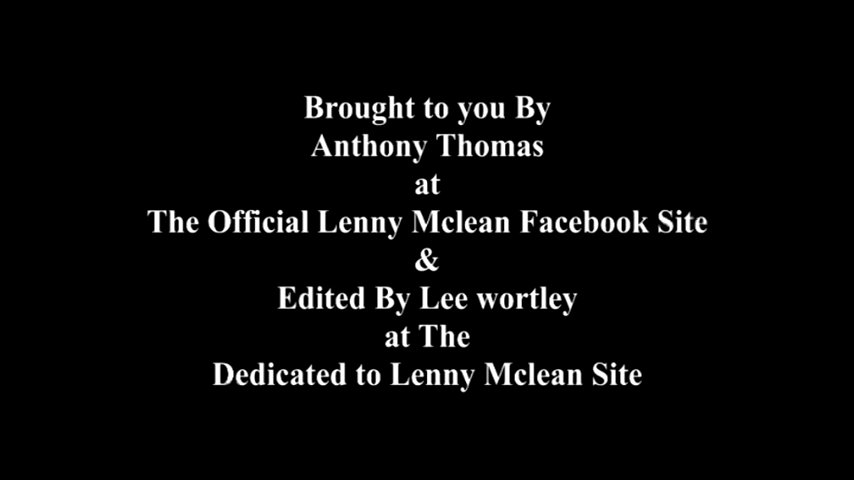 Brought to you By
Anthony Thomas
at
The Official Lenny Mclean Facebook Site
&
Edited By Lee wortley
at The
Dedicated to Lenny Mclean Site